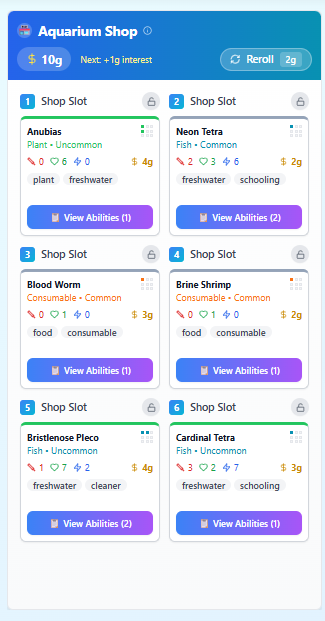 Aquarium Shop
10g Next: +1g interest Reroll 2g
1 Shop Slot 2 Shop Slot
Anubias
Plant • Uncommon
0 6 0 4g
plant freshwater
View Abilities (1)
Neon Tetra
Fish • Common
2 3 6 2g
freshwater schooling
View Abilities (2)
3 Shop Slot 4 Shop Slot
Blood Worm
Consumable • Common
0 1 0 3g
food consumable
View Abilities (1)
Brine Shrimp
Consumable • Common
0 1 0 2g
food consumable
View Abilities (1)
5 Shop Slot 6 Shop Slot
Bristlenose Pleco
Fish • Uncommon
1 7 2 4g
freshwater cleaner
View Abilities (2)
Cardinal Tetra
Fish • Uncommon
3 2 7 3g
freshwater schooling
View Abilities (1)